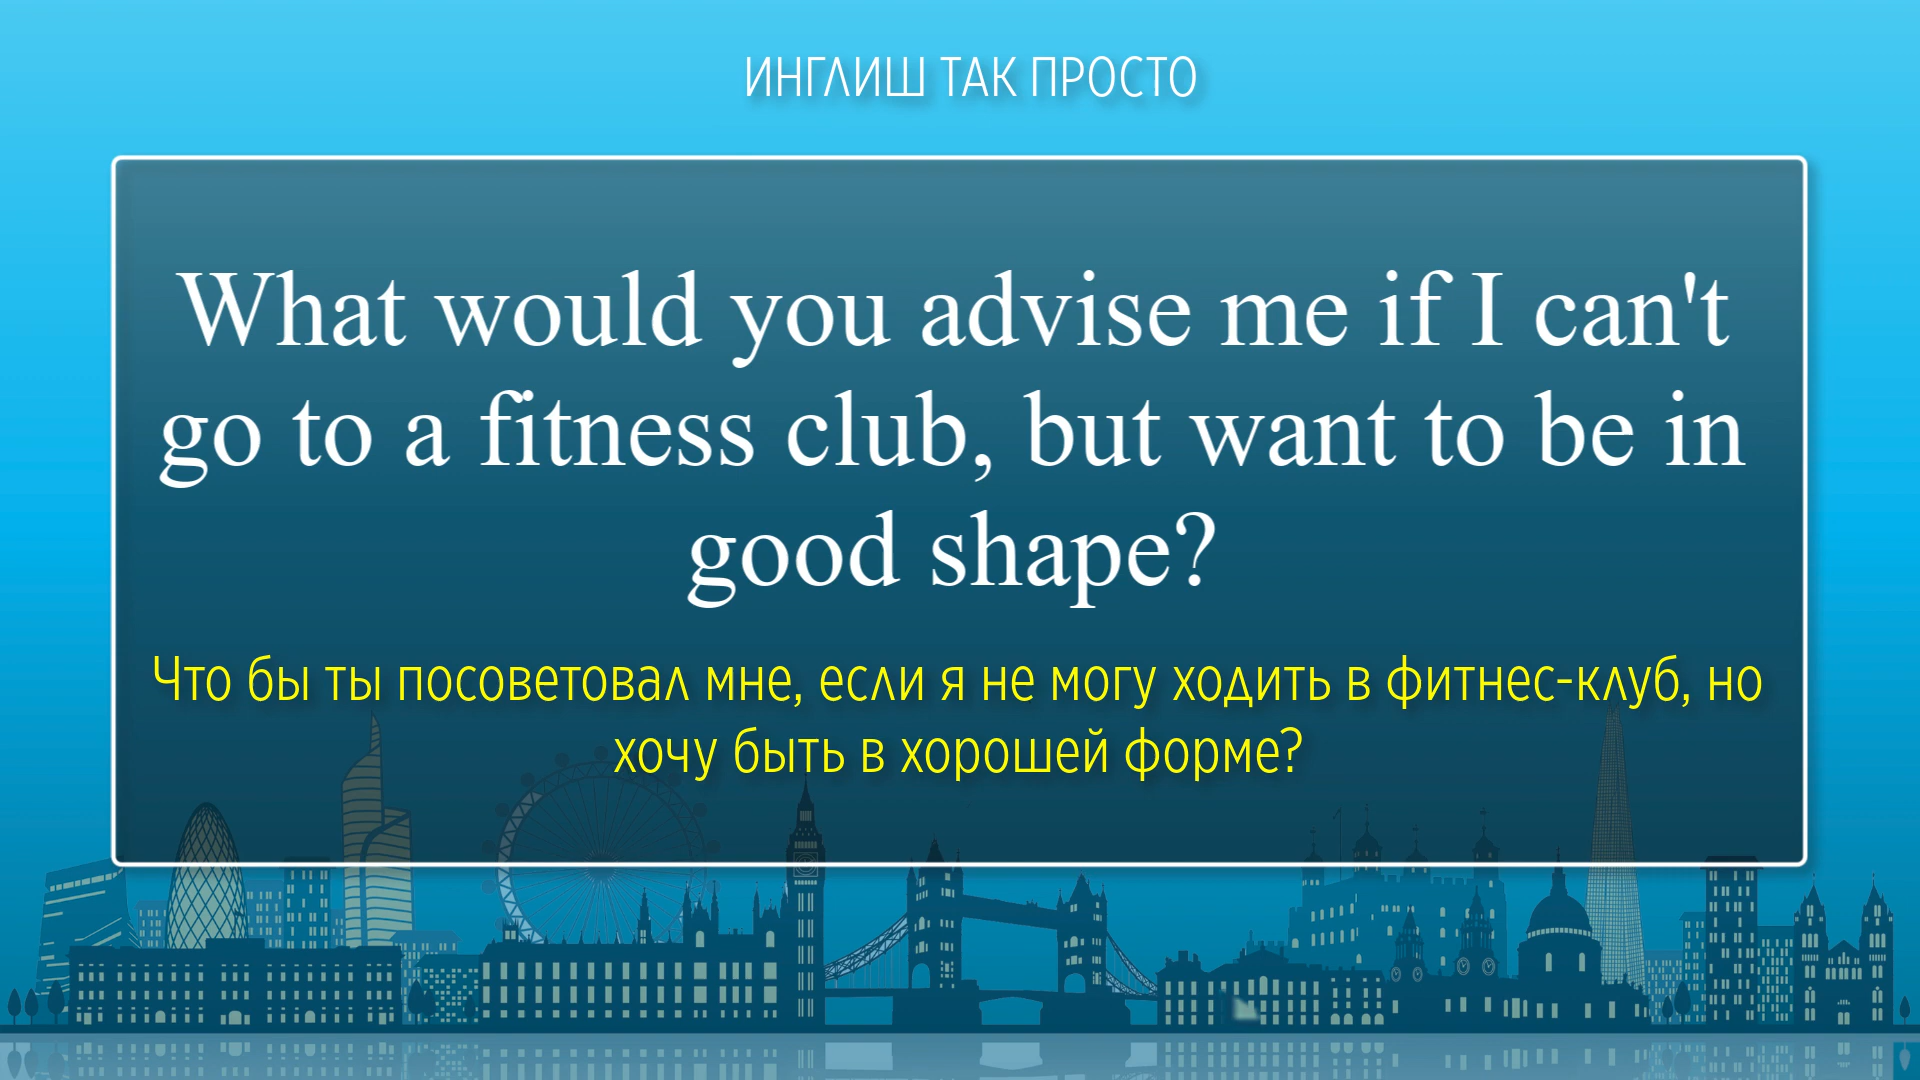 ИНГЛИШ ТАК ПРОСТО
What would you advise me if I can't
go to a fitness club, but want to be in
good shape?
Что бы ты посоветовал мне, если я не могу ходить в фитнес-клуб, но
хочу быть в хорошей форме?